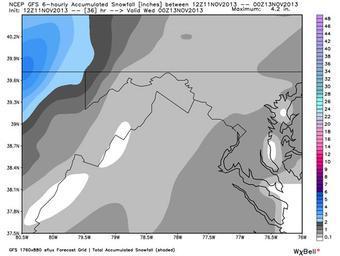 NCEP GFS 6-hourly Accumulated Snowfall [inches] between 12Z11NOV2013 -- 00Z13NOV2013
Init: 12Z11NOV2013 -- [36] hr --> Valid Wed 00Z13NOV2013 Maximum: 4.2 in.
40.2N
39.9N
39.6N
39.3N
39N
38.7N
38.4N
38.1N
37.8N
37.5N
80.5W 80W 79.5W 79W 78.5W 78W 77.5W 77W 76.5W 76W
48
46
44
42
40
38
36
34
32
30
28
26
24
22
20
18
16
14
12
10
8
6
5
4
3
2
1
0.1
GFS 1760x880 sflux Forecast Grid | Total Accumulated Snowfall (shaded)
WxBell